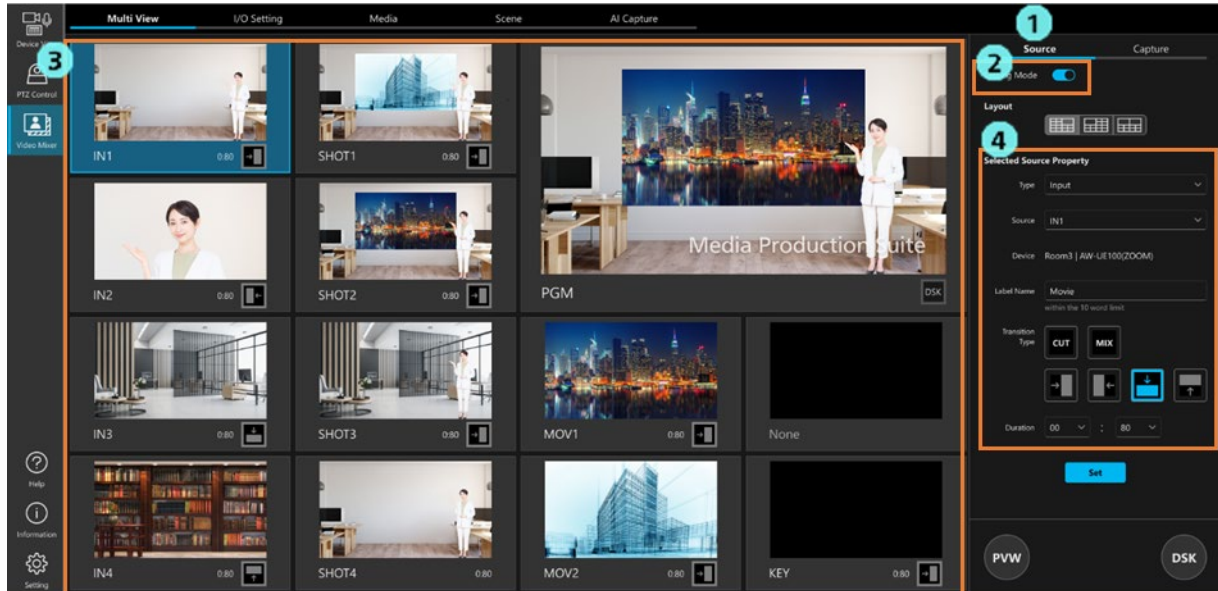 Multi View I/O Setting Media Scene AI Capture
1
Source Capture
2
Mode
3
Device
PTZ Control
Video Mixer
Help
Information
Setting
IN1 0:80
SHOT1 0:80
IN2 0:80
SHOT2 0:80
Media Production Suite
PGM DSK
IN3 0:80
SHOT3 0:80
MOV1 0:80
None
IN4 0:80
SHOT4 0:80
MOV2 0:80
KEY 0:80
Layout
4
Selected Source Property
Type Input
Source IN1
Device Room3 | AW-UE100(ZOOM)
Label Name Movie
within the 10 word limit
Transition
Type CUT MIX
Duration 00 : 80
Set
PVW DSK